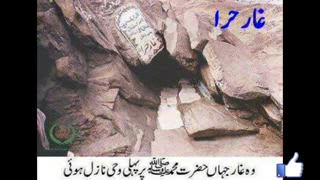 غار حرا
وہ غار جہاں حضرت محمد ﷺ پر پہلی وحی نازل ہوئی